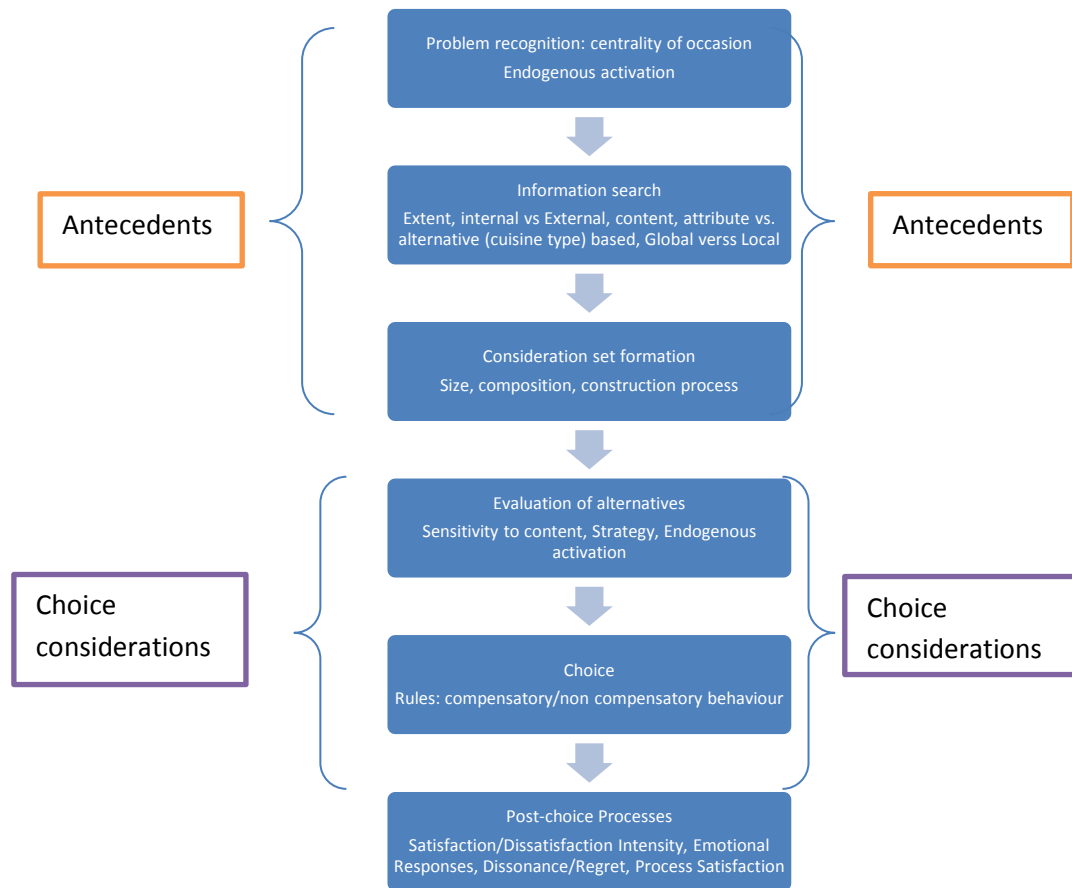 Problem recognition: centrality of occasion
Endogenous activation
Antecedents
Information search
Extent, internal vs External, content, attribute vs.
alternative (cuisine type) based, Global verss Local
Antecedents
Consideration set formation
Size, composition, construction process
Evaluation of alternatives
Sensitivity to content, Strategy, Endogenous
activation
Choice
considerations
Choice
considerations
Choice
Rules: compensatory/non compensatory behaviour
Post-choice Processes
Satisfaction/Dissatisfaction Intensity, Emotional
Responses, Dissonance/Regret, Process Satisfaction